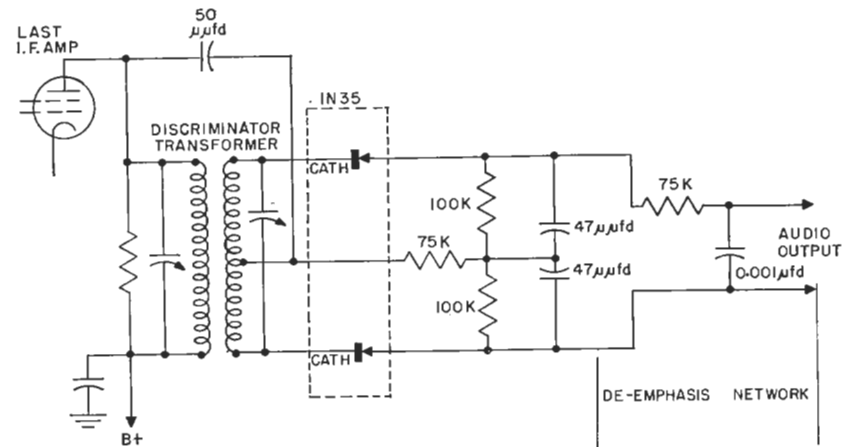 50
μμfd
LAST
I.F. AMP
IN35
DISCRIMINATOR
TRANSFORMER
CATH
75K
100K
47μμfd
AUDIO
OUTPUT
75K
47μμfd
0.001μfd
100K
CATH
DE-EMPHASIS NETWORK
B+